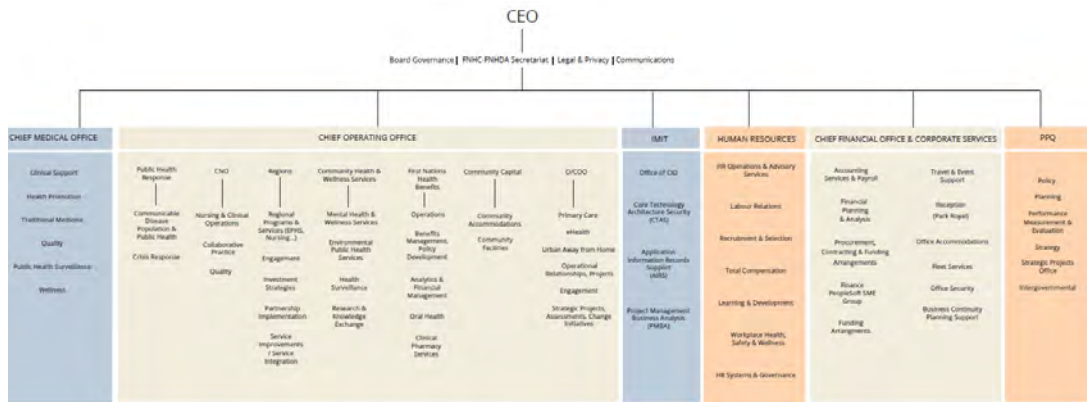 CEO
Board Governance | FNHC-FNHDA Secretariat | Legal & Privacy | Communications
CHIEF MEDICAL OFFICE
Clinical Support
Health Promotion
Traditional Medicine
Quality
Public Health Surveillance
Wellness
CHIEF OPERATING OFFICE
Public Health
Response
Communicable
Disease
Population &
Public Health
Crisis Response
CNO
Nursing & Clinical
Operations
Collaborative
Practice
Quality
Regions
Regional
Programs &
Services (EPHS,
Nursing...)
Engagement
Investment
Strategies
Partnership
Implementation
Service
Improvements
/ Service
Integration
Community Health &
Wellness Services
Mental Health &
Wellness Services
Environmental
Public Health
Services
Health
Surveillance
Research &
Knowledge
Exchange
First Nations
Health
Benefits
Operations
Benefits
Management,
Policy
Development
Analytics &
Financial
Management
Oral Health
Clinical
Pharmacy
Services
Community Capital
Community
Accommodations
Community
Facilities
O/COO
Primary Care
eHealth
Urban Away from Home
Operational
Relationships, Projects
Engagement
Strategic Projects,
Assessments, Change
Initiatives
IMIT
Office of CIO
Core Technology
Architecture Security
(CTAS)
Application
Information Records
Support
(AIRS)
Project Management
Business Analysis
(PMBA)
HUMAN RESOURCES
HR Operations & Advisory
Services
Labour Relations
Recruitment & Selection
Total Compensation
Learning & Development
Workplace Health,
Safety & Wellness
HR Systems & Governance
CHIEF FINANCIAL OFFICE & CORPORATE SERVICES
Accounting
Services & Payroll
Financial
Planning
& Analysis
Procurement,
Contracting & Funding
Arrangements
Finance
PeopleSoft SME
Group
Funding
Arrangments
Travel & Event
Support
Reception
(Park Royal)
Office Accommodations
Fleet Services
Office Security
Business Continuity
Planning Support
PPQ
Policy
Planning
Performance
Measurement &
Evaluation
Strategy
Strategic Projects
Office
Intergovernmental